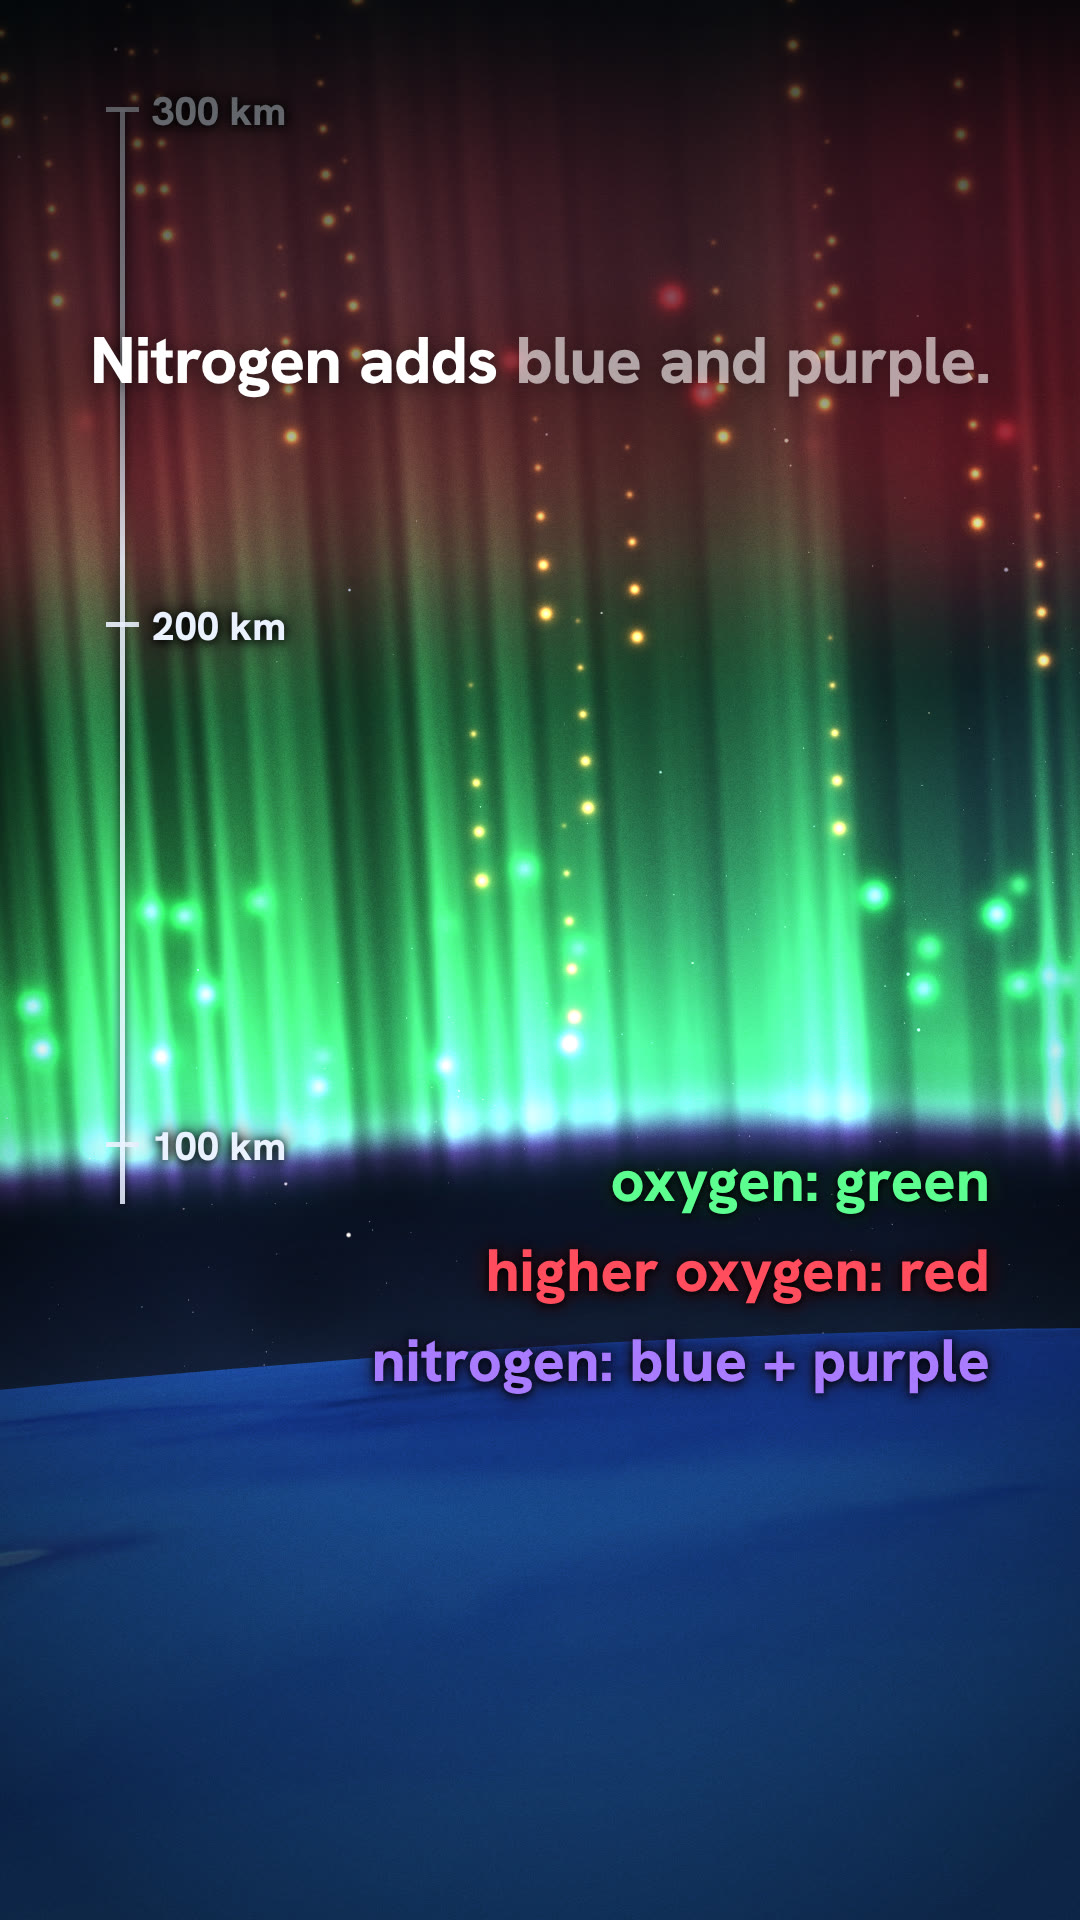 300 km
Nitrogen adds blue and purple.
200 km
100 km
oxygen: green
higher oxygen: red
nitrogen: blue + purple